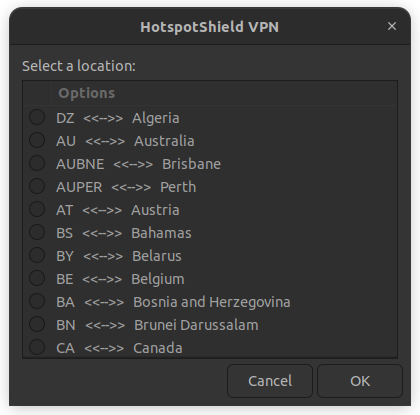 HotspotShield VPN
×
Select a location:
Options
DZ <<-->> Algeria
AU <<-->> Australia
AUBNE <<-->> Brisbane
AUPER <<-->> Perth
AT <<-->> Austria
BS <<-->> Bahamas
BY <<-->> Belarus
BE <<-->> Belgium
BA <<-->> Bosnia and Herzegovina
BN <<-->> Brunei Darussalam
CA <<-->> Canada
Cancel OK